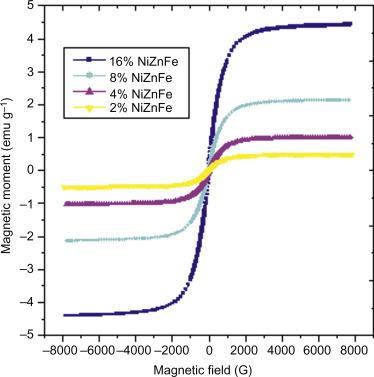 5
4
3
2
1
0
−1
−2
−3
−4
−5
Magnetic moment (emu g⁻¹)
16% NiZnFe
8% NiZnFe
4% NiZnFe
2% NiZnFe
−8000 −6000 −4000 −2000 0 2000 4000 6000 8000
Magnetic field (G)